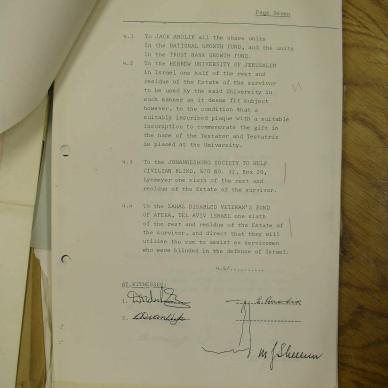 Page Seven
4.1 To JACK AMOLIK all the share units
in the NATIONAL GROWTH FUND, and the units
in the TRUST BANK GROWTH FUND.
4.2 To the HEBREW UNIVERSITY OF JERUSALEM
in Israel one half of the rest and
residue of the Estate of the survivor
to be used by the said University in
such manner as it deems fit subject
however, to the condition that a
suitably inscribed plaque with a suitable
inscription to commemorate the gift in
the name of the Testator and Testatrix
is placed at the University.
4.3 To the JOHANNESBURG SOCIETY TO HELP
CIVILIAN BLIND, W/O NO. 32, Box 20,
one sixth of the rest and
residue of the Estate of the survivor.
4.4 To the ZAHAL DISABLED VETERAN'S FUND
OF AFEKA, TEL AVIV ISRAEL one sixth
of the rest and residue of the Estate of
the survivor, and direct that they will
utilise the sum to assist ex servicemen
who were blinded in the defence of Israel.
4.5/..........
AS WITNESSES:
1.
2.